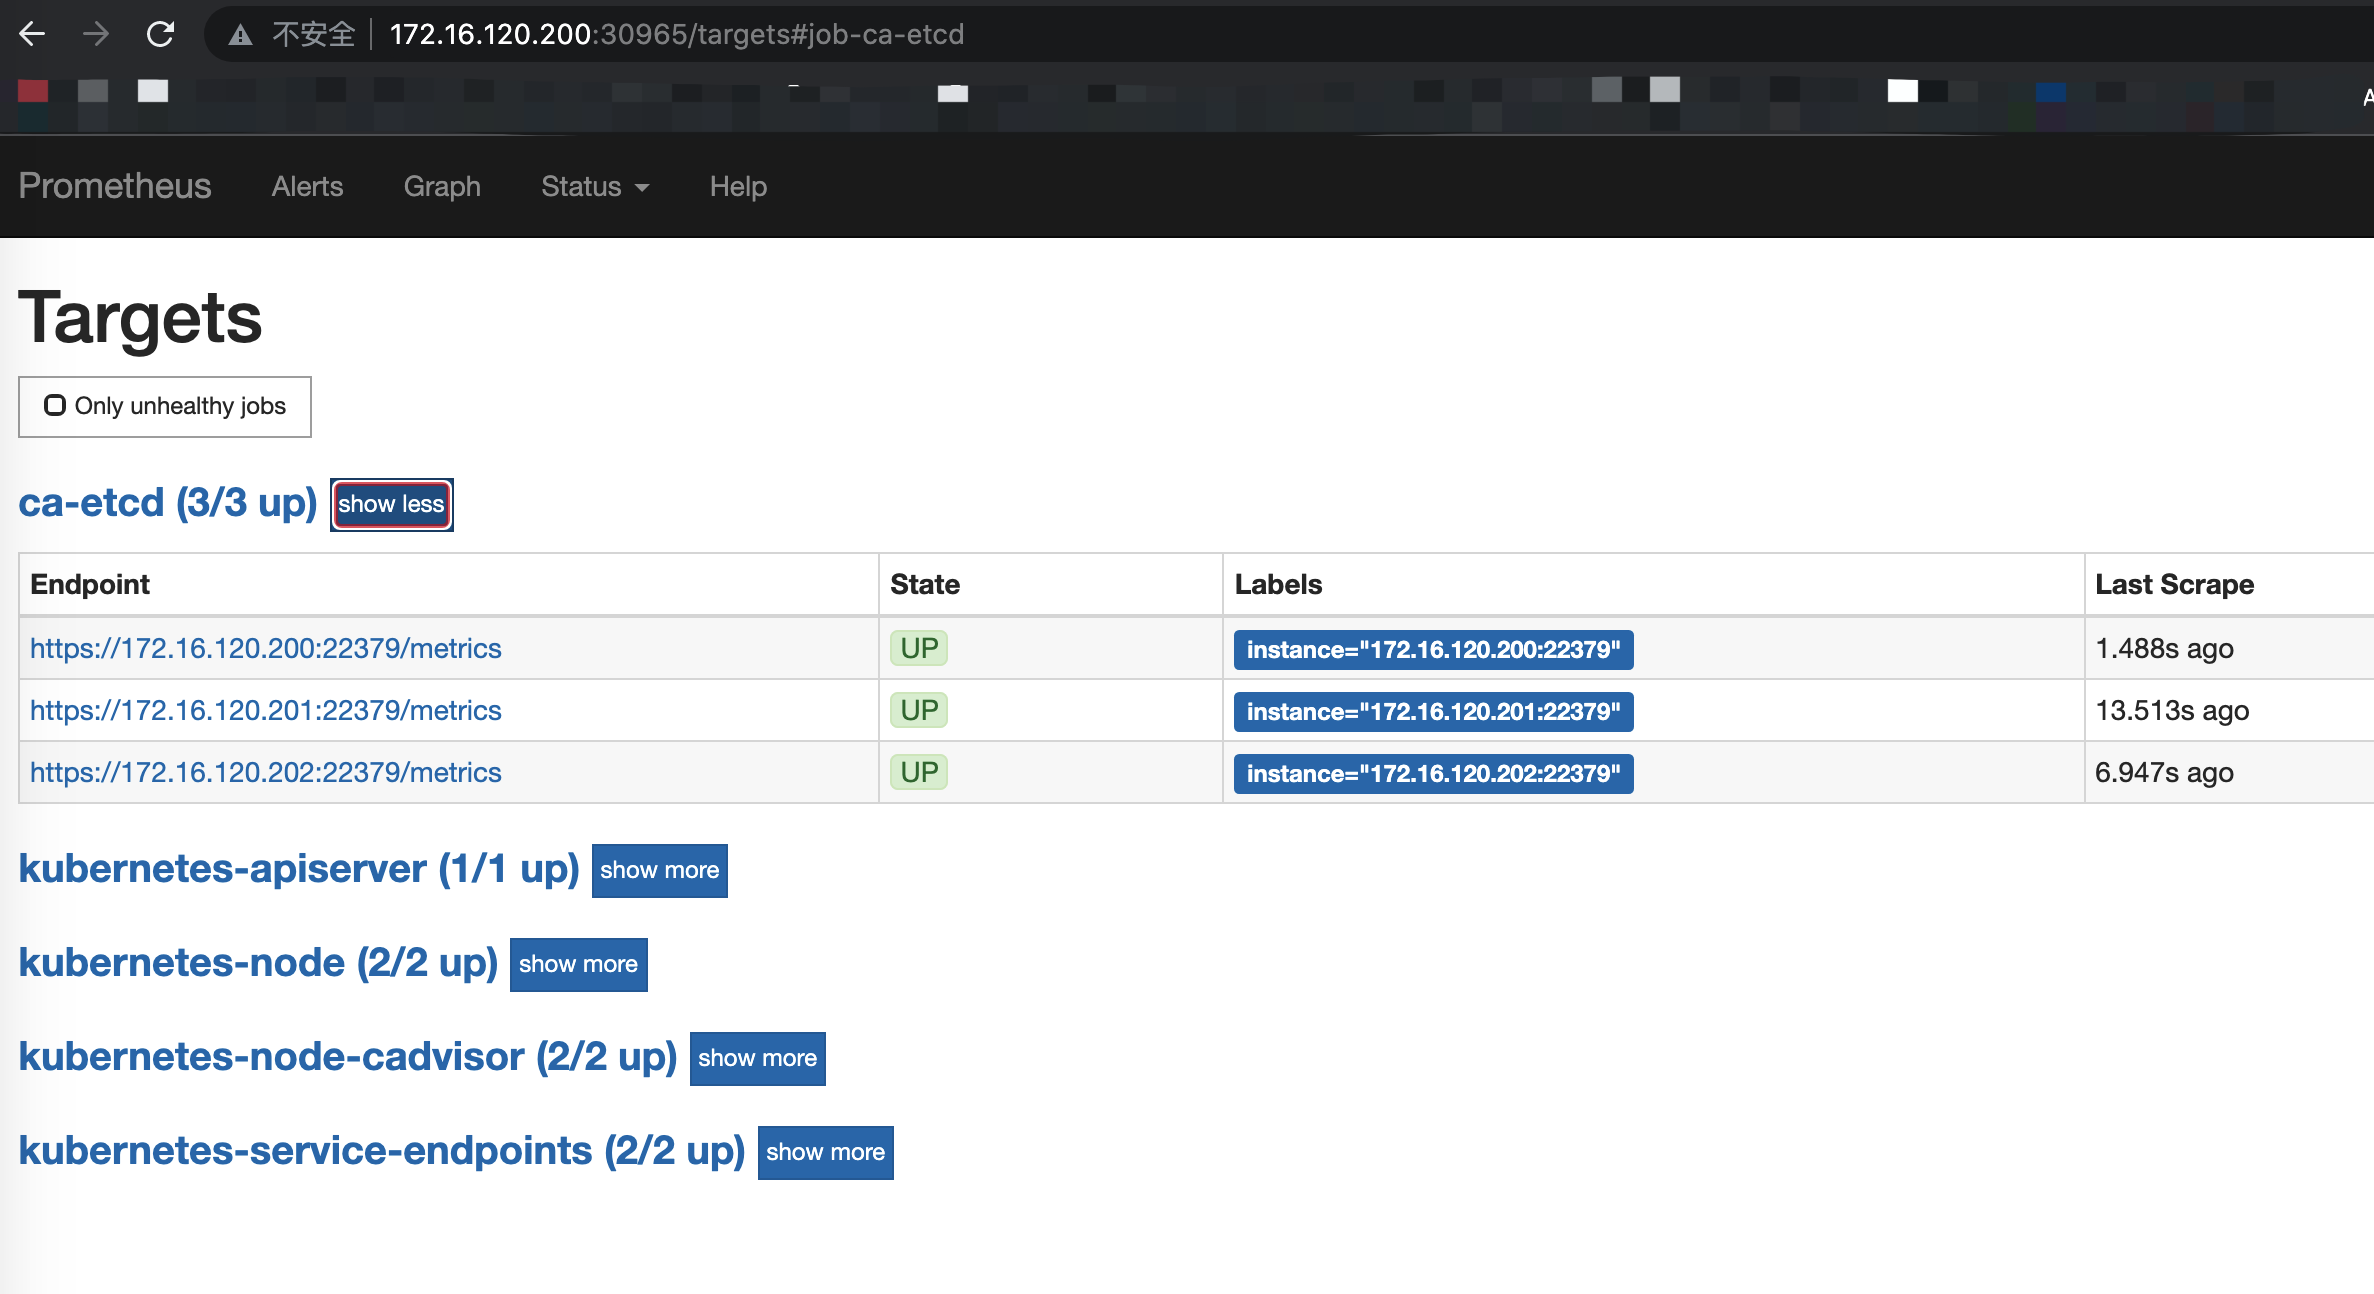 不安全 172.16.120.200:30965/targets#job-ca-etcd
Prometheus Alerts Graph Status Help
Targets
Only unhealthy jobs
ca-etcd (3/3 up) show less
Endpoint State Labels Last Scrape
https://172.16.120.200:22379/metrics UP instance="172.16.120.200:22379" 1.488s ago
https://172.16.120.201:22379/metrics UP instance="172.16.120.201:22379" 13.513s ago
https://172.16.120.202:22379/metrics UP instance="172.16.120.202:22379" 6.947s ago
kubernetes-apiserver (1/1 up) show more
kubernetes-node (2/2 up) show more
kubernetes-node-cadvisor (2/2 up) show more
kubernetes-service-endpoints (2/2 up) show more